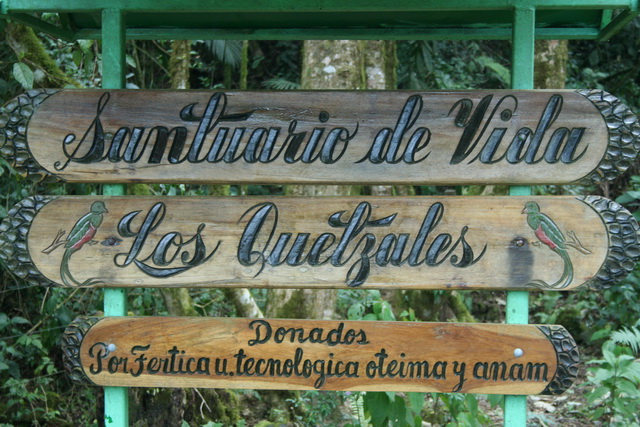 Santuario de Vida
Los Quetzales
Donados
Por Fertica u. tecnologica oteima y anam